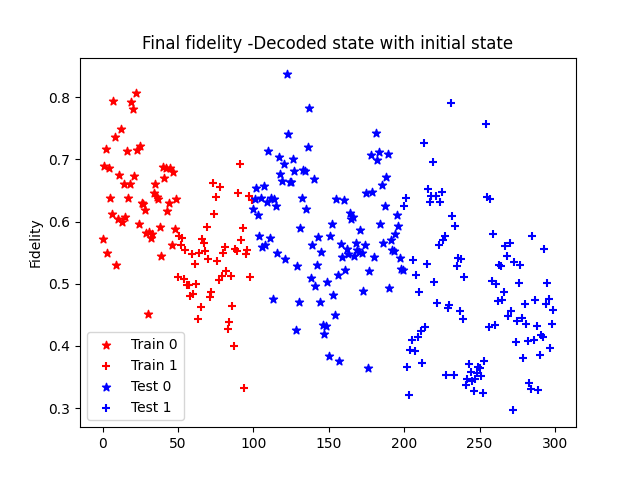 Final fidelity -Decoded state with initial state
Fidelity
0.8
0.7
0.6
0.5
0.4
0.3
0
50
100
150
200
250
300
Train 0
Train 1
Test 0
Test 1